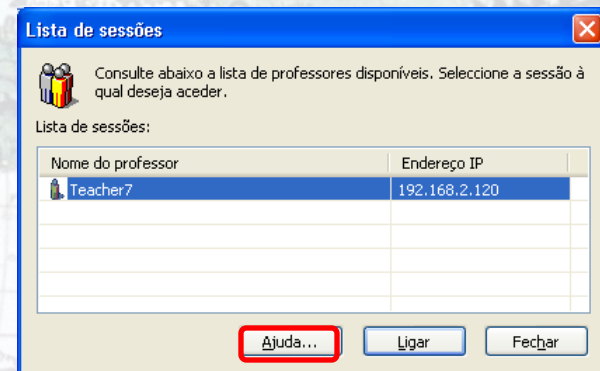 Lista de sessões
Consulte abaixo a lista de professores disponíveis. Seleccione a sessão à
qual deseja aceder.
Lista de sessões:
Nome do professor Endereço IP
Teacher7 192.168.2.120
Ajuda... Ligar Fechar